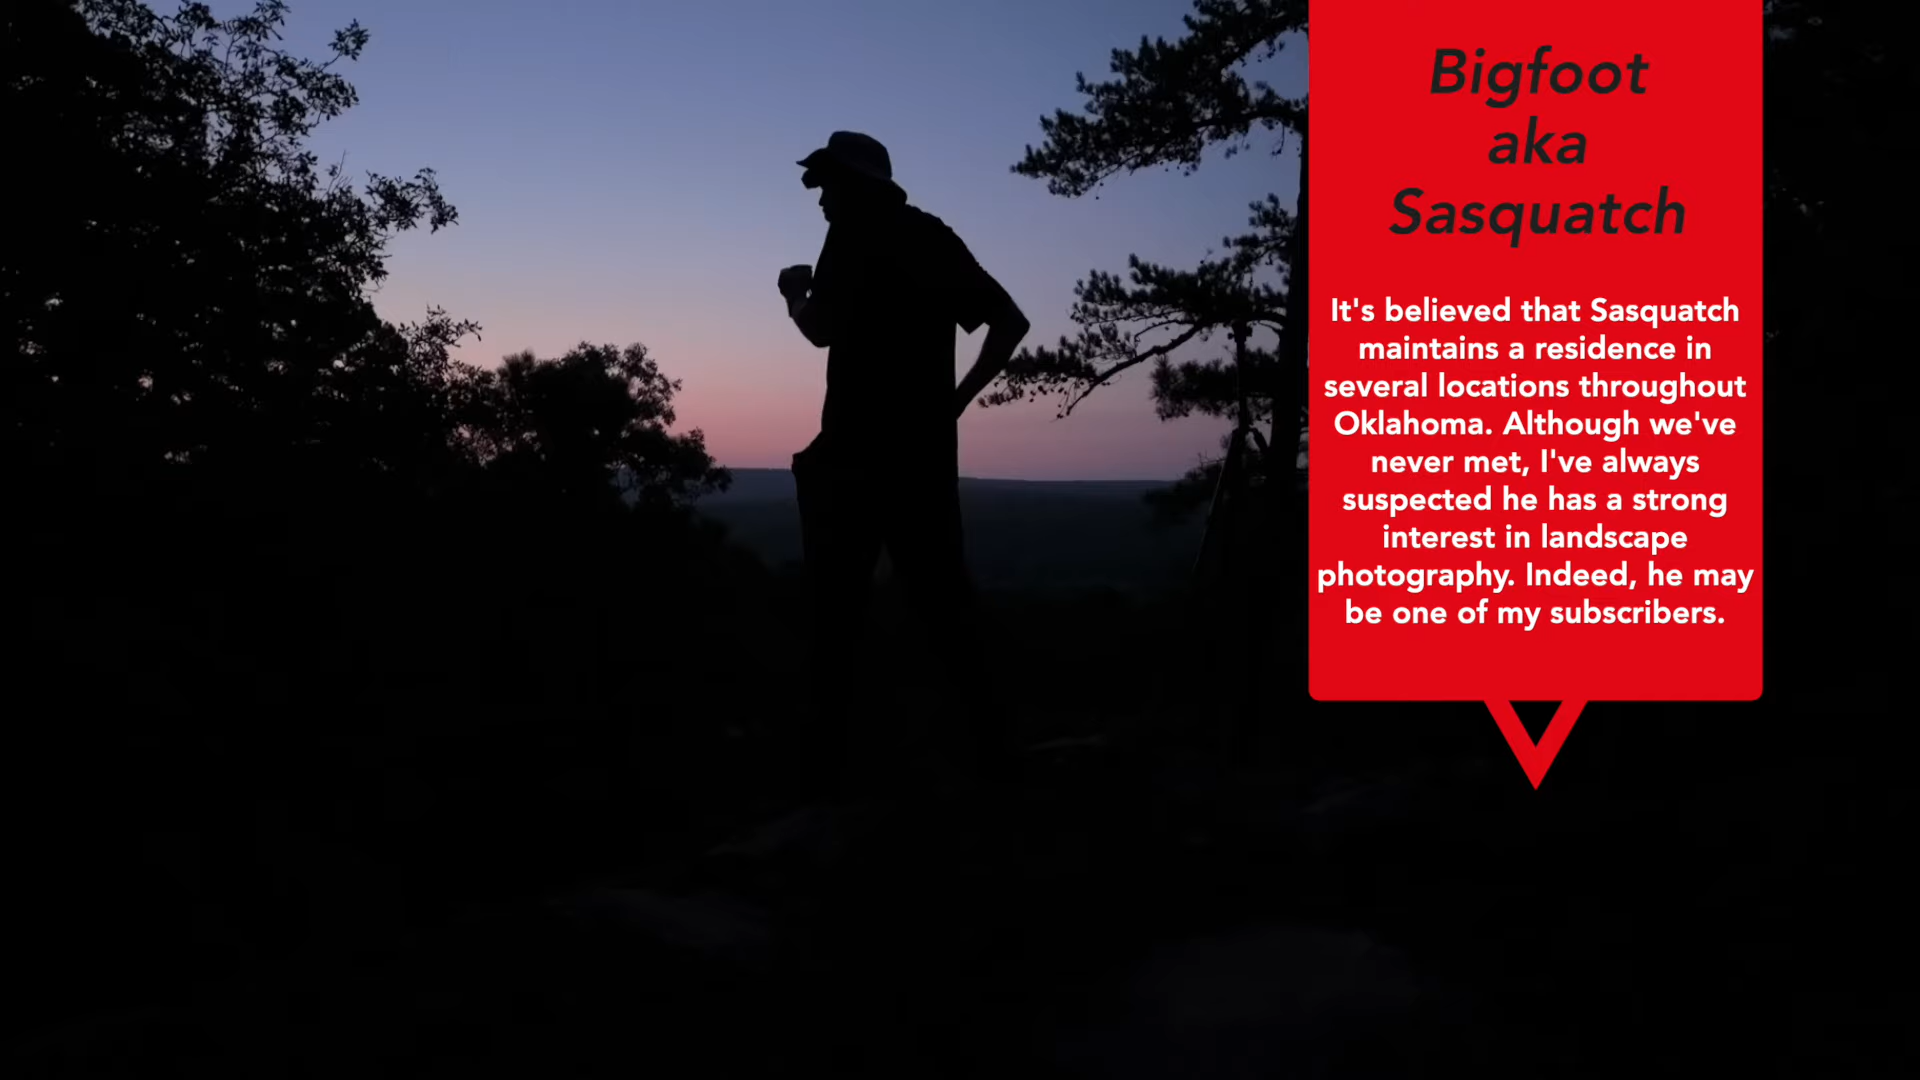 Bigfoot
aka
Sasquatch
It's believed that Sasquatch
maintains a residence in
several locations throughout
Oklahoma. Although we've
never met, I've always
suspected he has a strong
interest in landscape
photography. Indeed, he may
be one of my subscribers.